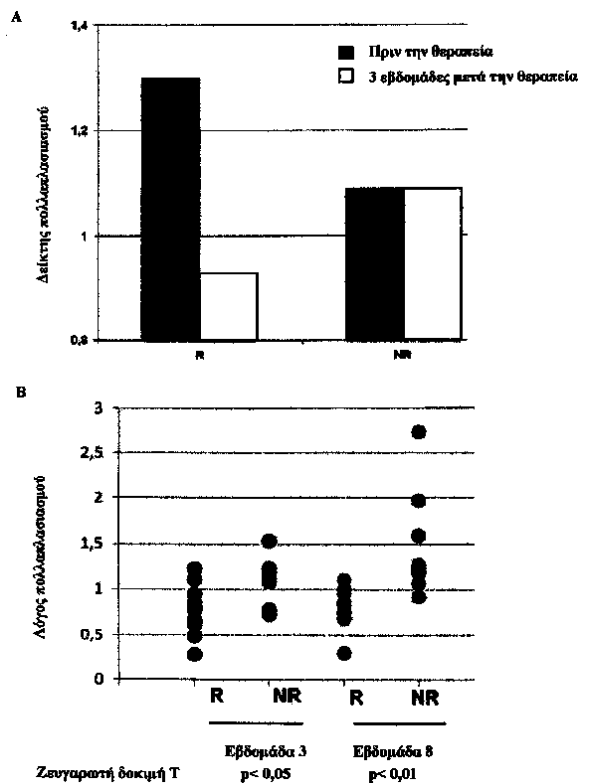 A
1,4
Πριν την θεραπεία
3 εβδομάδες μετά την θεραπεία
1,2
Δείκτης πολλαπλασιασμού
1
0,8
R NR
B
3
2,5
2
1,5
Λόγος πολλαπλασιασμού
1
0,5
0
R NR R NR
Εβδομάδα 3 Εβδομάδα 8
Ζευγαρωτή δοκιμή Τ p< 0,05 p< 0,01